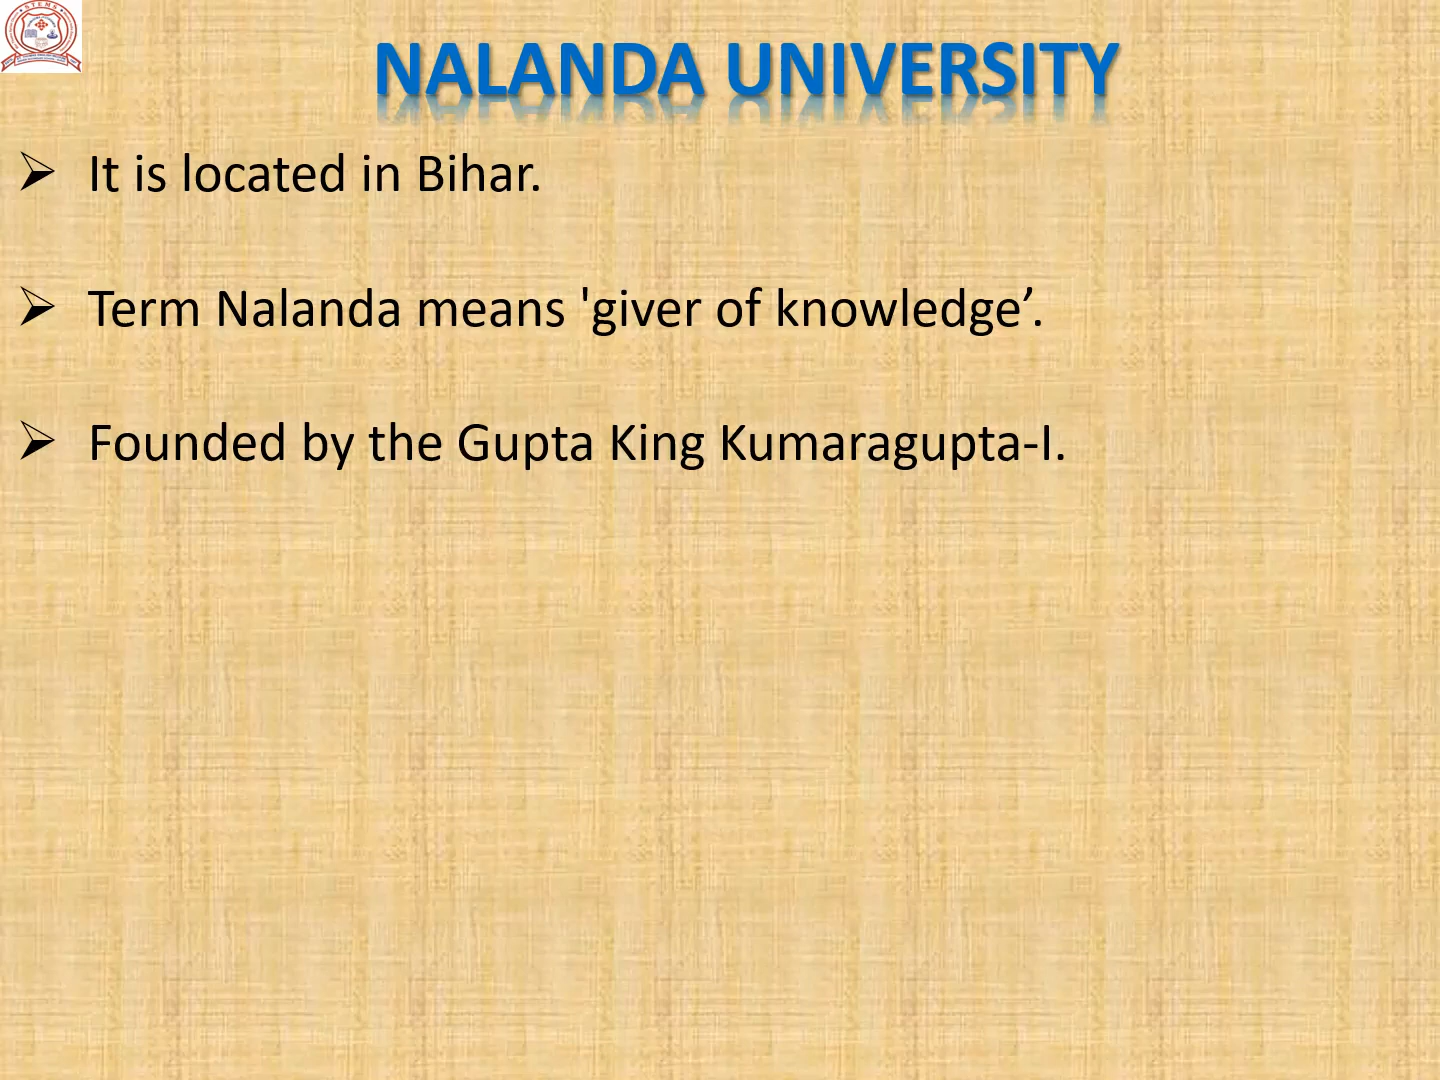 NALANDA UNIVERSITY
➢ It is located in Bihar.
➢ Term Nalanda means 'giver of knowledge’.
➢ Founded by the Gupta King Kumaragupta-I.